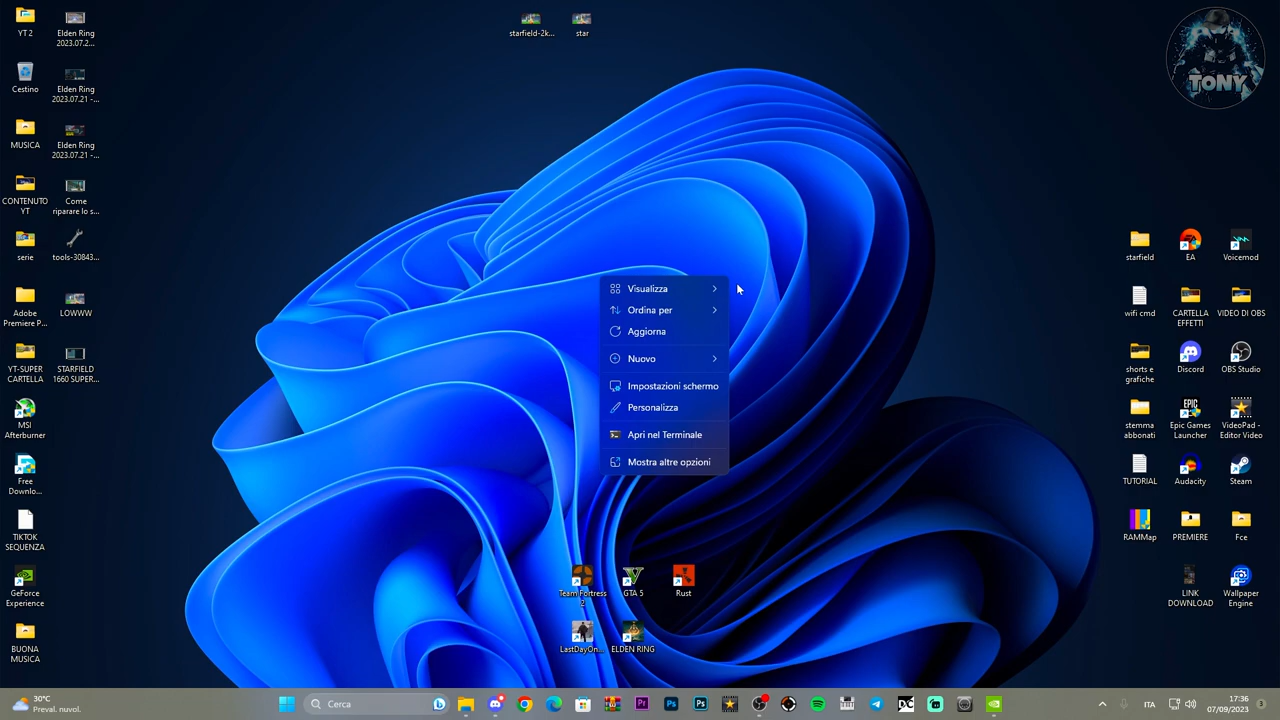 YT 2
Elden Ring
2023.07.2...
Cestino
Elden Ring
2023.07.21 -...
MUSICA
Elden Ring
2023.07.21 -...
CONTENUTO
YT
Come
riparare lo s...
serie
tools-30843...
Adobe
Premiere P...
LOWWW
YT-SUPER
CARTELLA
STARFIELD
1660 SUPER...
MSI
Afterburner
Free
Downlo...
TIKTOK
SEQUENZA
GeForce
Experience
BUONA
MUSICA
starfield-2k...
star
TONY
Visualizza
Ordina per
Aggiorna
Nuovo
Impostazioni schermo
Personalizza
Apri nel Terminale
Mostra altre opzioni
starfield
EA
Voicemod
wifi cmd
CARTELLA
EFFETTI
VIDEO DI OBS
shorts e
grafiche
Discord
OBS Studio
stemma
abbonati
EPIC
GAMES
Epic Games
Launcher
VideoPad -
Editor Video
TUTORIAL
Audacity
Steam
RAMMap
PREMIERE
Fce
LINK
DOWNLOAD
Wallpaper
Engine
Team Fortress
2
GTA 5
Rust
LastDayOn...
ELDEN RING
30°C
Preval. nuvol.
Cerca
Pr
Ps
Ps
ITA
17:36
07/09/2023
3